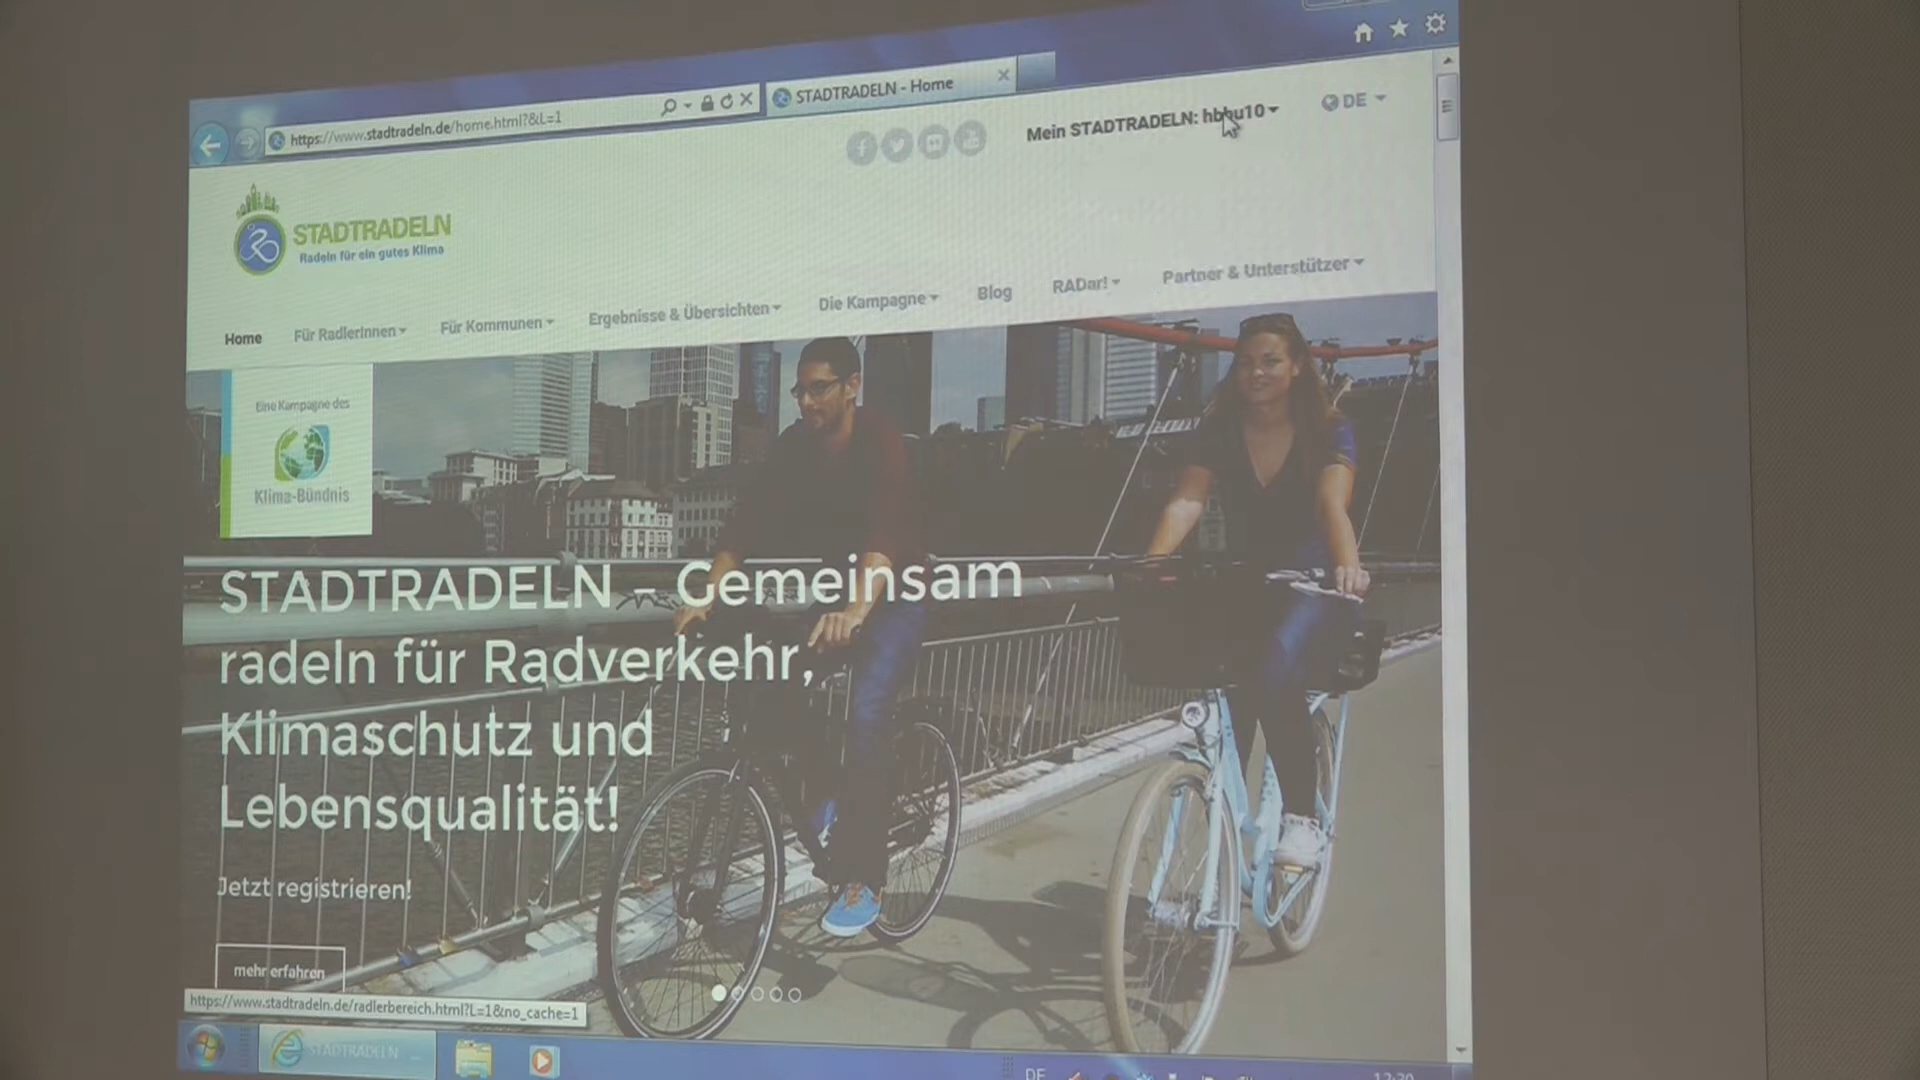 https://www.stadtradeln.de/home.html?&L=1
STADTRADELN - Home
Mein STADTRADELN: hbbu10
DE
STADTRADELN
Radeln für ein gutes Klima
Home
Für RadlerInnen
Für Kommunen
Ergebnisse & Übersichten
Die Kampagne
Blog
RADar!
Partner & Unterstützer
Eine Kampagne des
Klima-Bündnis
STADTRADELN – Gemeinsam
radeln für Radverkehr,
Klimaschutz und
Lebensqualität!
Jetzt registrieren!
mehr erfahren
https://www.stadtradeln.de/radlerbereich.html?L=1&no_cache=1
STADTRADELN
DE